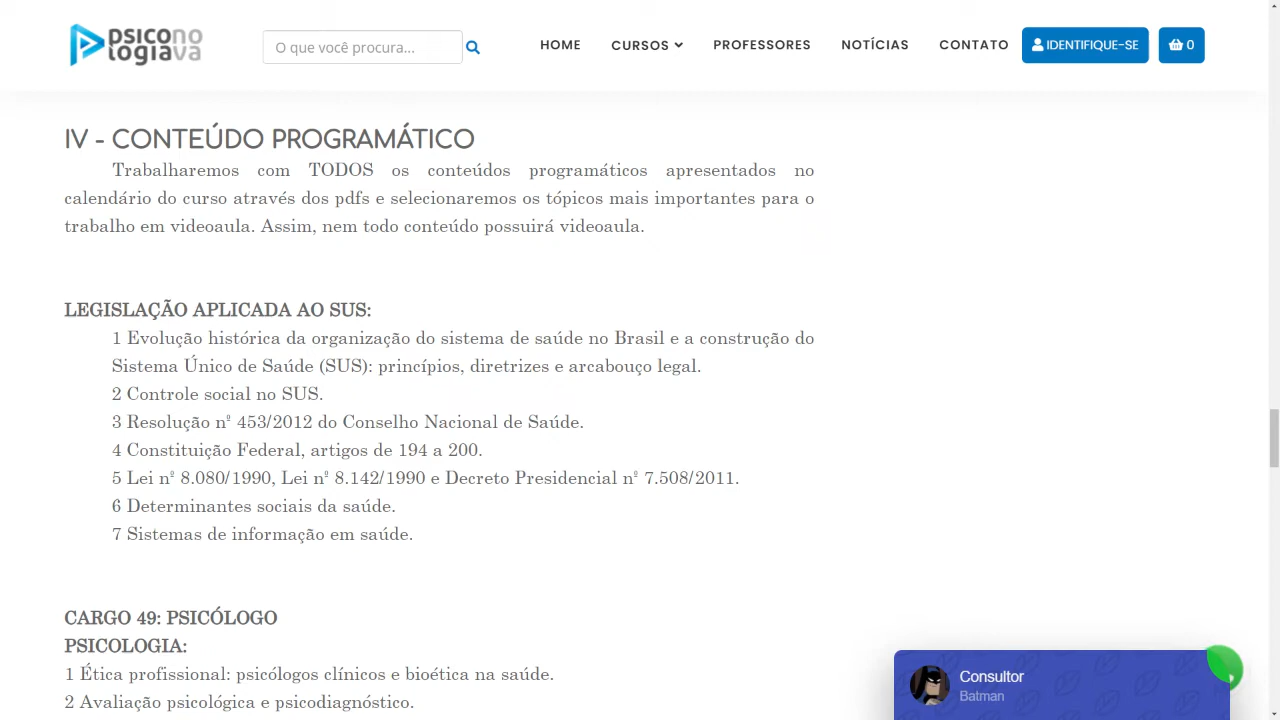 psicono
logiava
O que você procura...
HOME
CURSOS
PROFESSORES
NOTÍCIAS
CONTATO
IDENTIFIQUE-SE
0
IV - CONTEÚDO PROGRAMÁTICO
Trabalharemos com TODOS os conteúdos programáticos apresentados no
calendário do curso através dos pdfs e selecionaremos os tópicos mais importantes para o
trabalho em videoaula. Assim, nem todo conteúdo possuirá videoaula.
LEGISLAÇÃO APLICADA AO SUS:
1 Evolução histórica da organização do sistema de saúde no Brasil e a construção do
Sistema Único de Saúde (SUS): princípios, diretrizes e arcabouço legal.
2 Controle social no SUS.
3 Resolução nº 453/2012 do Conselho Nacional de Saúde.
4 Constituição Federal, artigos de 194 a 200.
5 Lei nº 8.080/1990, Lei nº 8.142/1990 e Decreto Presidencial nº 7.508/2011.
6 Determinantes sociais da saúde.
7 Sistemas de informação em saúde.
CARGO 49: PSICÓLOGO
PSICOLOGIA:
1 Ética profissional: psicólogos clínicos e bioética na saúde.
2 Avaliação psicológica e psicodiagnóstico.
Consultor
Batman